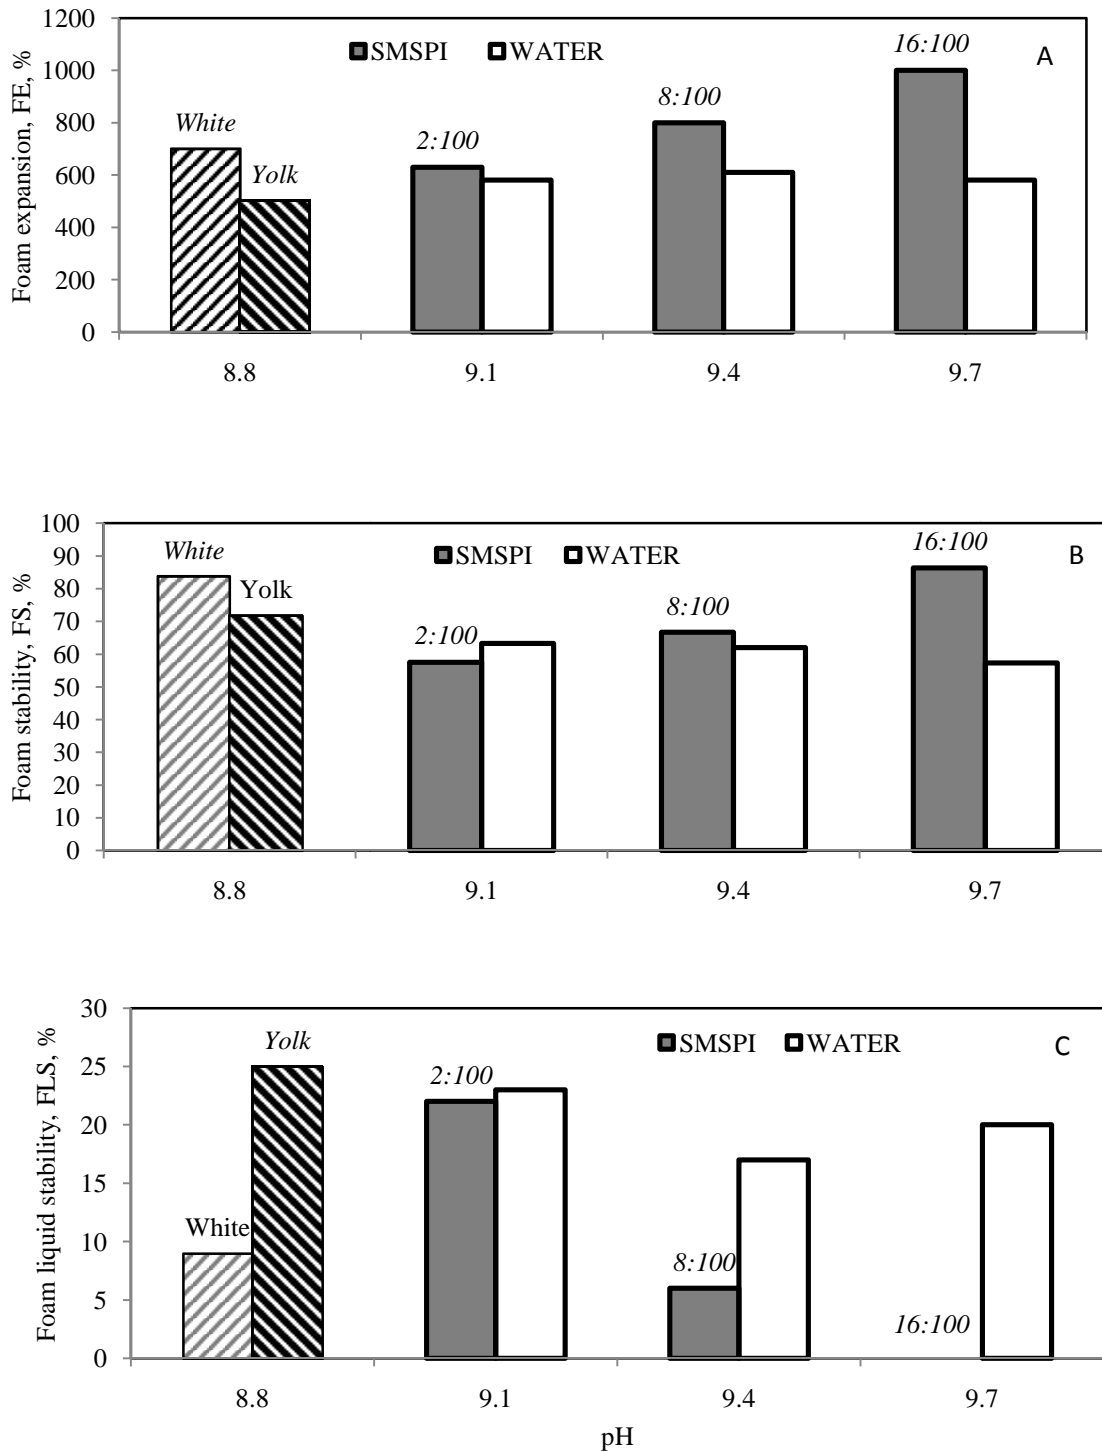 Foam expansion, FE, %
1200
1000
800
600
400
200
0
SMSPI WATER
A
White
Yolk
2:100
8:100
16:100
8.8 9.1 9.4 9.7
Foam stability, FS, %
100
90
80
70
60
50
40
30
20
10
0
SMSPI WATER
B
White
Yolk
2:100
8:100
16:100
8.8 9.1 9.4 9.7
Foam liquid stability, FLS, %
30
25
20
15
10
5
0
SMSPI WATER
C
White
Yolk
2:100
8:100
16:100
8.8 9.1 9.4 9.7
pH